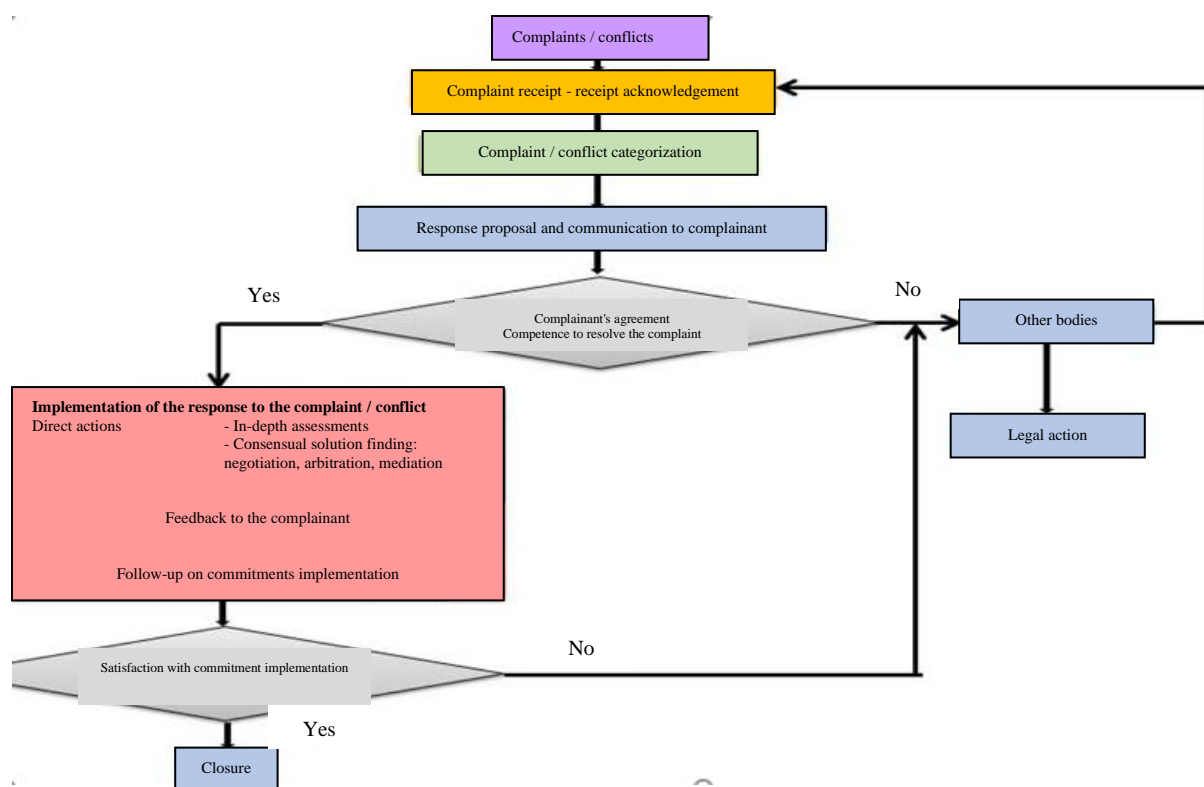 Complaints / conflicts
Complaint receipt - receipt acknowledgement
Complaint / conflict categorization
Response proposal and communication to complainant
Yes
No
Complainant's agreement
Competence to resolve the complaint
Other bodies
Legal action
Implementation of the response to the complaint / conflict
Direct actions - In-depth assessments
- Consensual solution finding:
negotiation, arbitration, mediation
Feedback to the complainant
Follow-up on commitments implementation
Satisfaction with commitment implementation
No
Yes
Closure